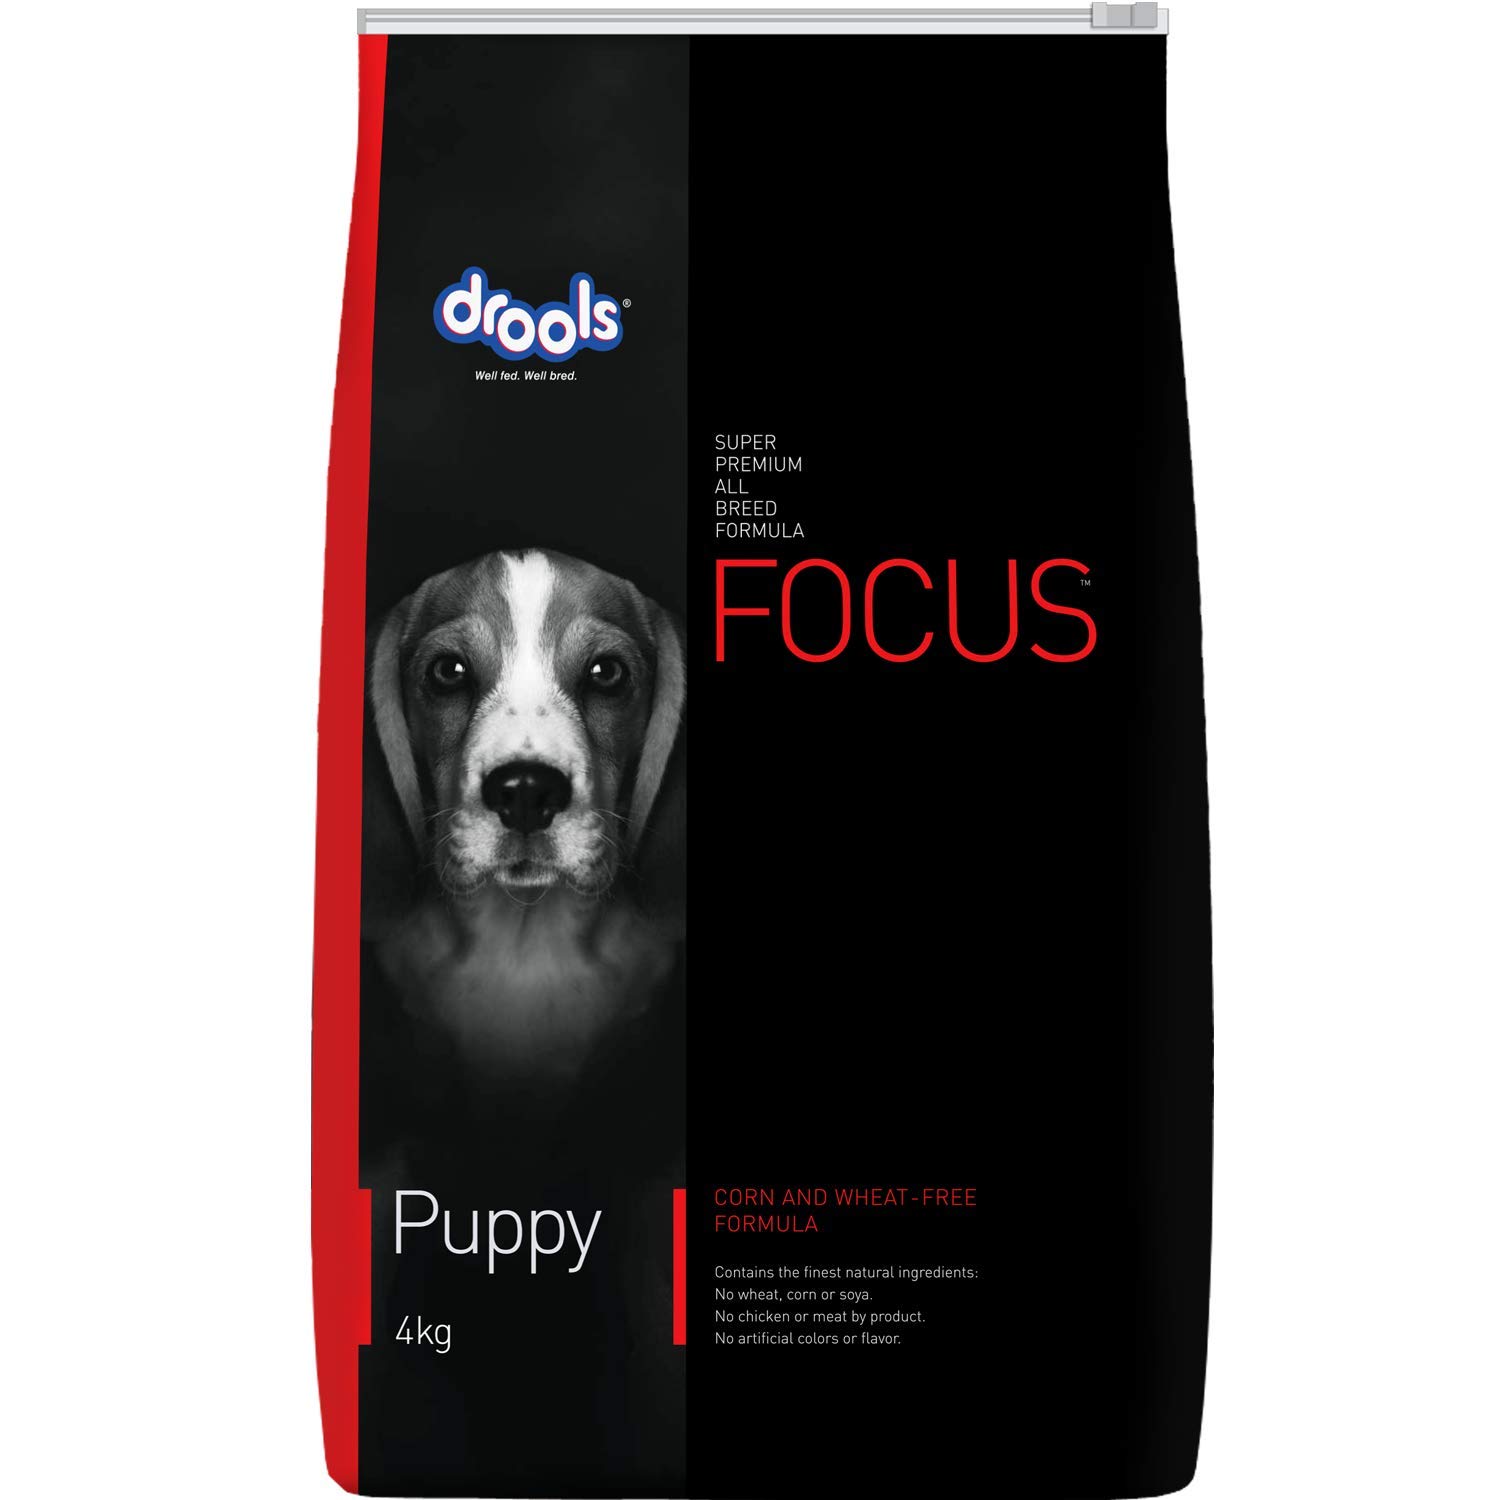 drools®
Well fed. Well bred.
SUPER
PREMIUM
ALL
BREED
FORMULA
FOCUS™
Puppy
4kg
CORN AND WHEAT-FREE
FORMULA
Contains the finest natural ingredients:
No wheat, corn or soya.
No chicken or meat by product.
No artificial colors or flavor.